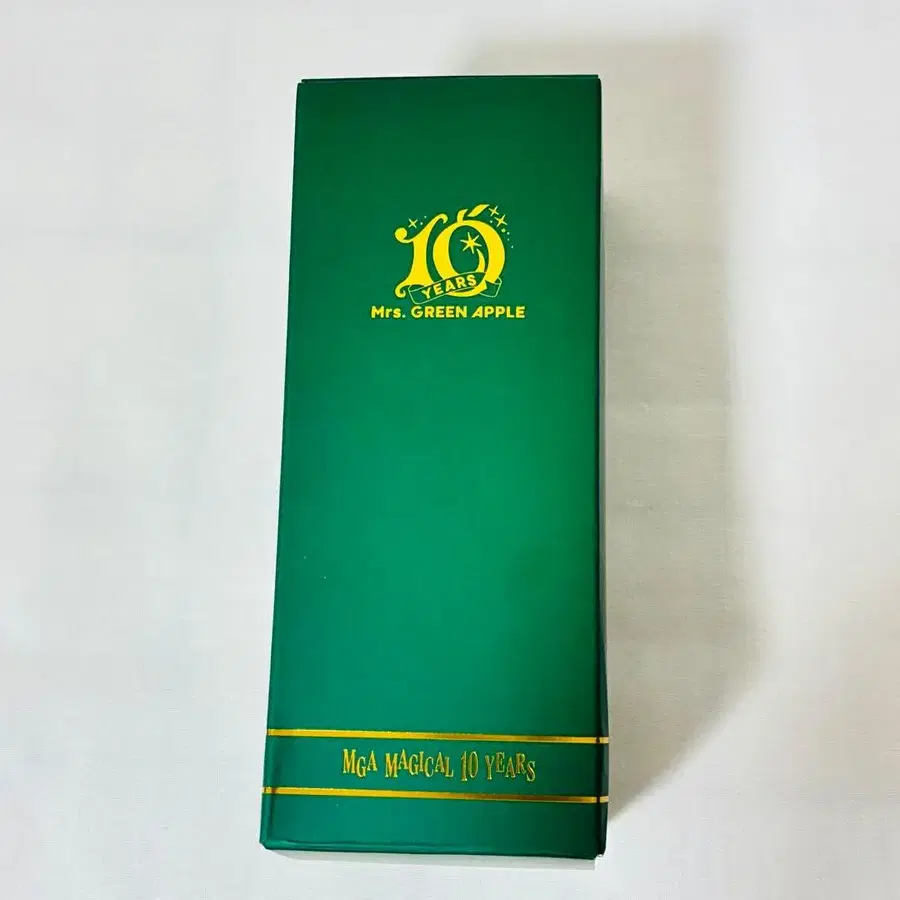 10
YEARS
Mrs. GREEN APPLE
MGA MAGICAL 10 YEARS